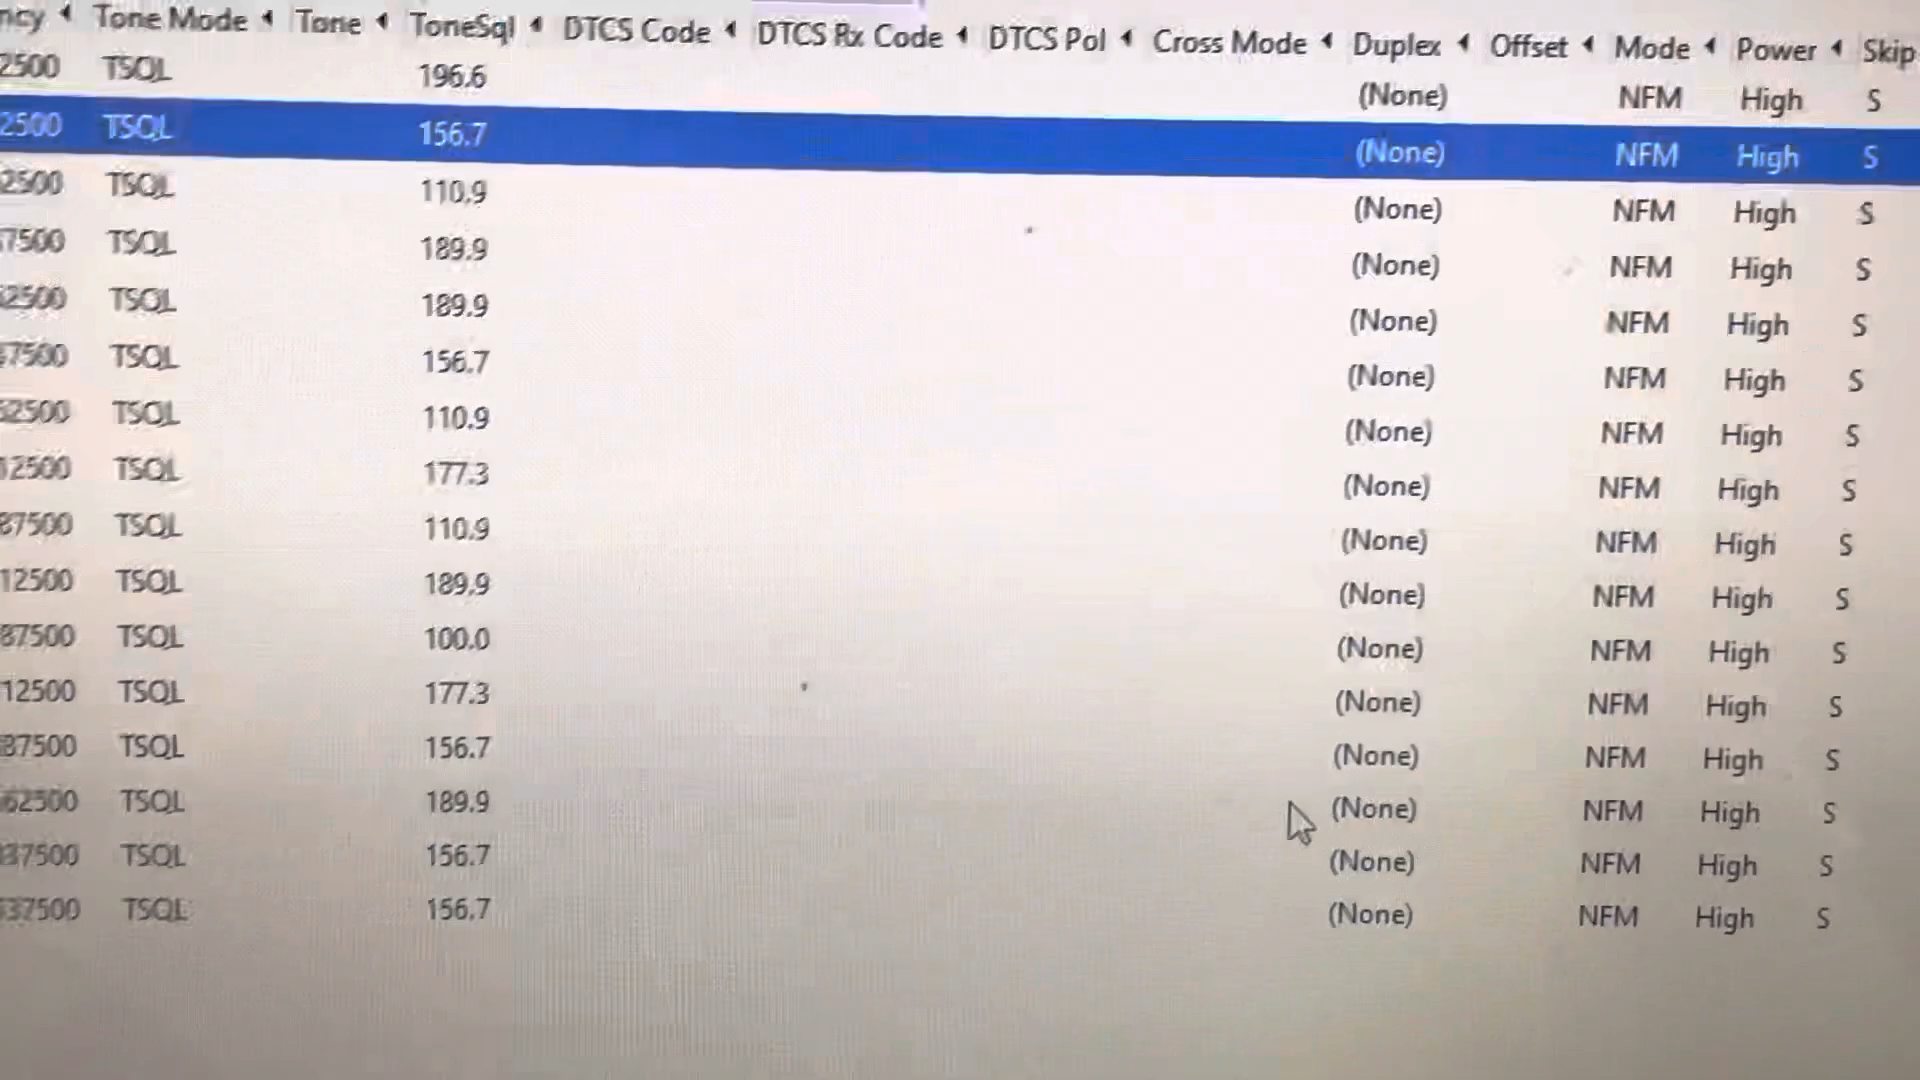 Tone Mode Tone ToneSql DTCS Code DTCS Rx Code DTCS Pol Cross Mode Duplex Offset Mode Power Skip
2500 TSQL 196.6 (None) NFM High S
2500 TSQL 156.7 (None) NFM High S
2500 TSQL 110.9 (None) NFM High S
7500 TSQL 189.9 (None) NFM High S
2500 TSQL 189.9 (None) NFM High S
7500 TSQL 156.7 (None) NFM High S
2500 TSQL 110.9 (None) NFM High S
12500 TSQL 177.3 (None) NFM High S
87500 TSQL 110.9 (None) NFM High S
12500 TSQL 189.9 (None) NFM High S
87500 TSQL 100.0 (None) NFM High S
12500 TSQL 177.3 (None) NFM High S
87500 TSQL 156.7 (None) NFM High S
62500 TSQL 189.9 (None) NFM High S
37500 TSQL 156.7 (None) NFM High S
37500 TSQL 156.7 (None) NFM High S